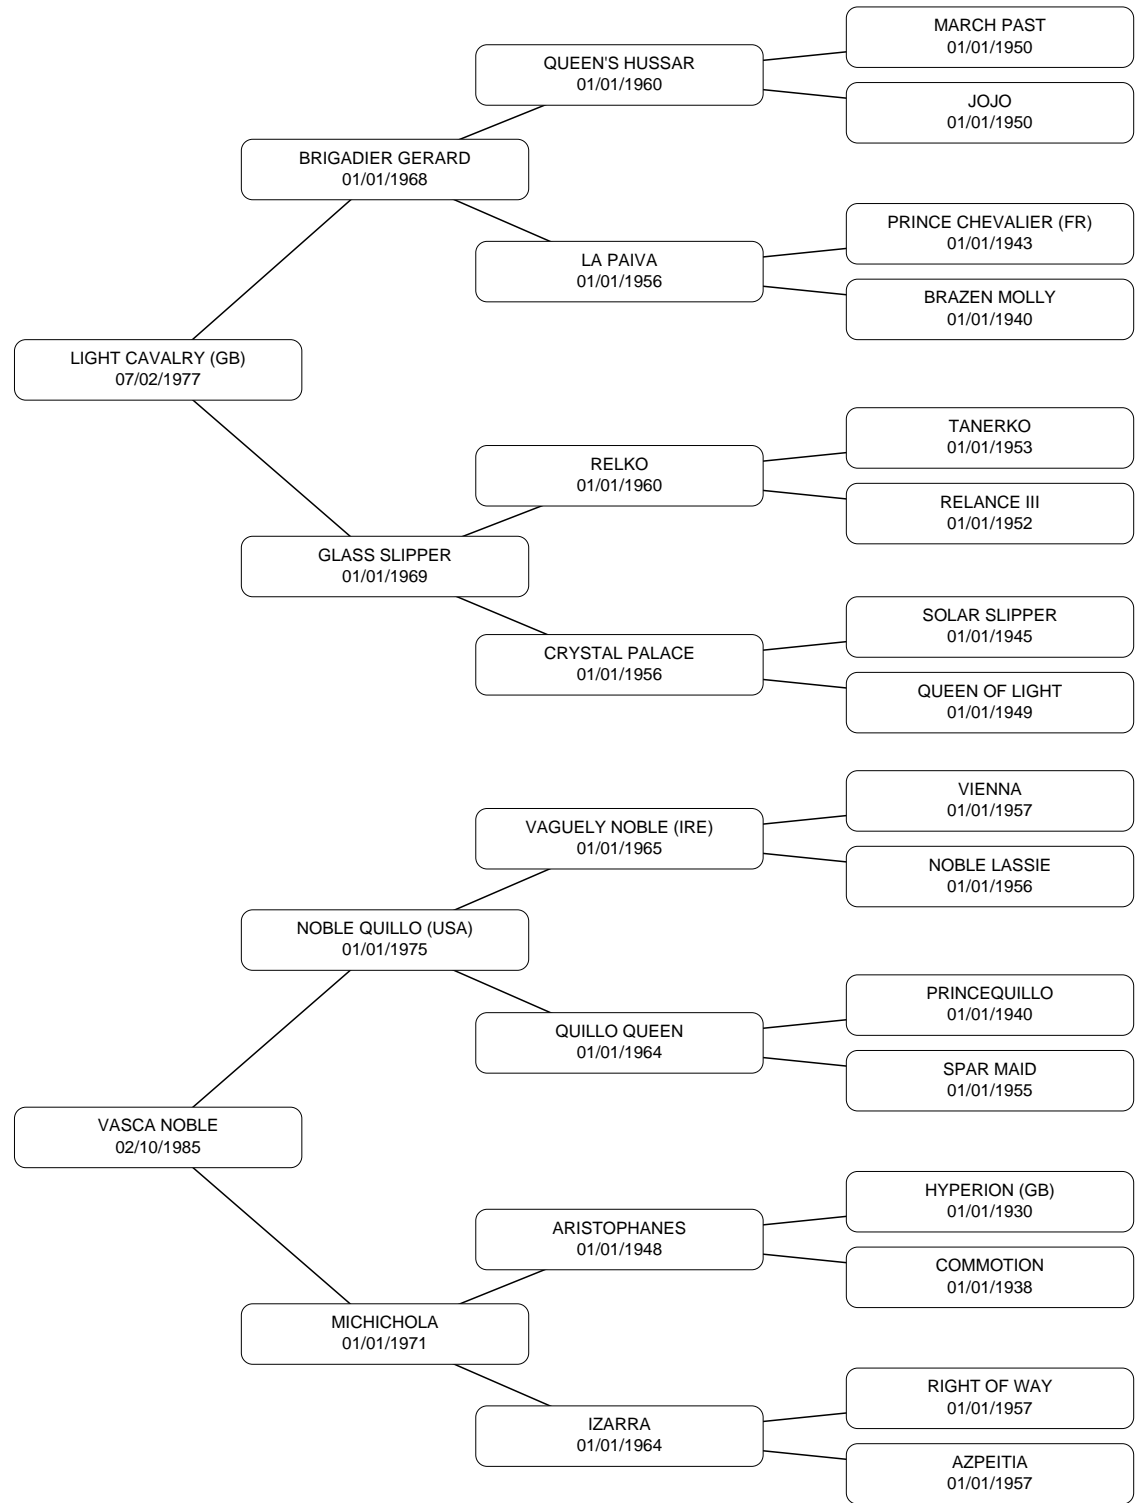 MARCH PAST
01/01/1950
QUEEN'S HUSSAR
01/01/1960
JOJO
01/01/1950
BRIGADIER GERARD
01/01/1968
PRINCE CHEVALIER (FR)
01/01/1943
LA PAIVA
01/01/1956
BRAZEN MOLLY
01/01/1940
LIGHT CAVALRY (GB)
07/02/1977
TANERKO
01/01/1953
RELKO
01/01/1960
RELANCE III
01/01/1952
GLASS SLIPPER
01/01/1969
SOLAR SLIPPER
01/01/1945
CRYSTAL PALACE
01/01/1956
QUEEN OF LIGHT
01/01/1949
VIENNA
01/01/1957
VAGUELY NOBLE (IRE)
01/01/1965
NOBLE LASSIE
01/01/1956
NOBLE QUILLO (USA)
01/01/1975
PRINCEQUILLO
01/01/1940
QUILLO QUEEN
01/01/1964
SPAR MAID
01/01/1955
VASCA NOBLE
02/10/1985
HYPERION (GB)
01/01/1930
ARISTOPHANES
01/01/1948
COMMOTION
01/01/1938
MICHICHOLA
01/01/1971
RIGHT OF WAY
01/01/1957
IZARRA
01/01/1964
AZPEITIA
01/01/1957